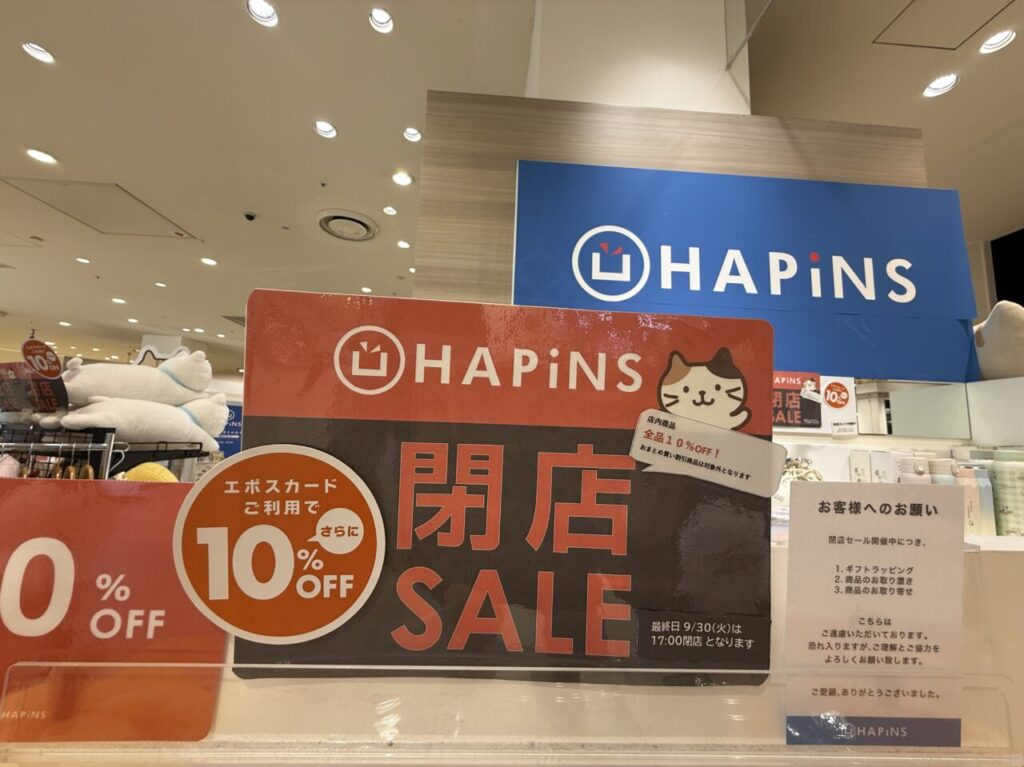 HAPiNS
HAPiNS
店内商品
全品１０％OFF！
おまとめ買い割引商品は対象外となります
閉店
SALE
エポスカード
ご利用で
さらに
10%
OFF
最終日 9/30(火)は
17:00閉店 となります
0%
OFF
HAPiNS
お客様へのお願い
閉店セール開催中につき、
1. ギフトラッピング
2. 商品のお取り置き
3. 商品のお取り寄せ
こちらは
ご遠慮いただいております。
恐れ入りますが、ご理解とご協力を
よろしくお願い致します。
ご愛顧、ありがとうございました。
HAPiNS
HAPiNS
閉店
SALE
10%
10%
HAPiNS